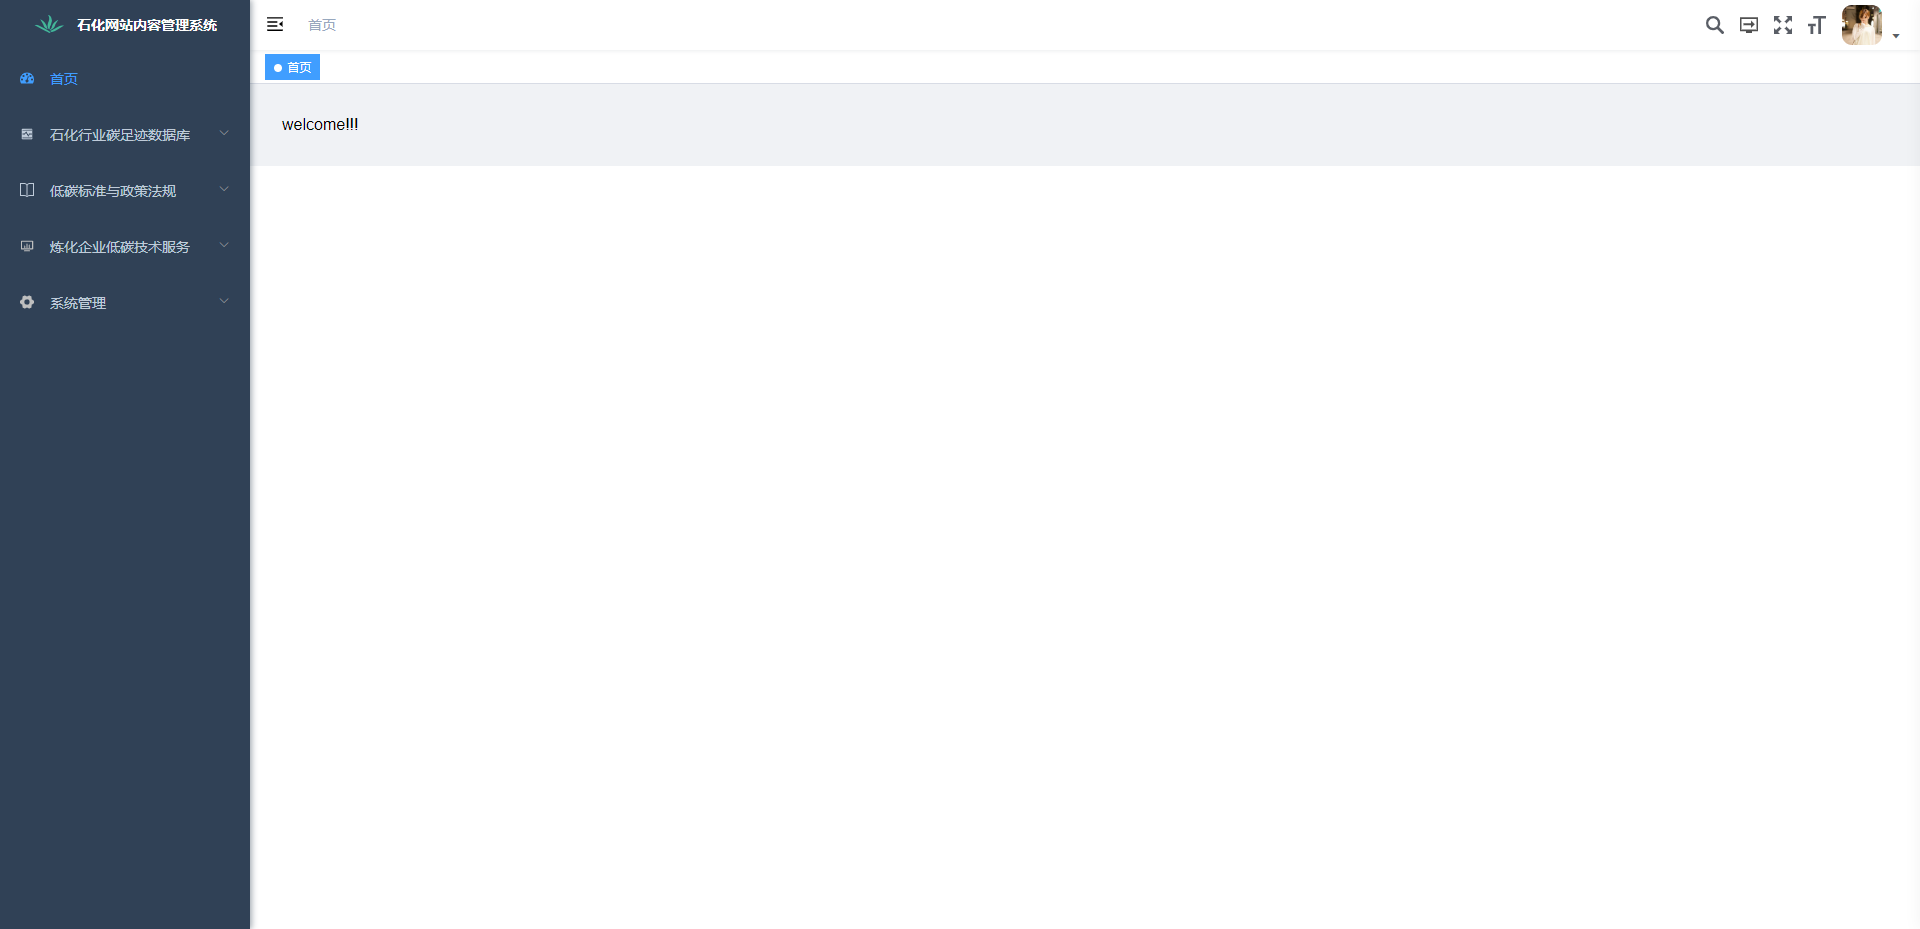 石化网站内容管理系统
首页
石化行业碳足迹数据库
低碳标准与政策法规
炼化企业低碳技术服务
系统管理
首页
首页
welcome!!!